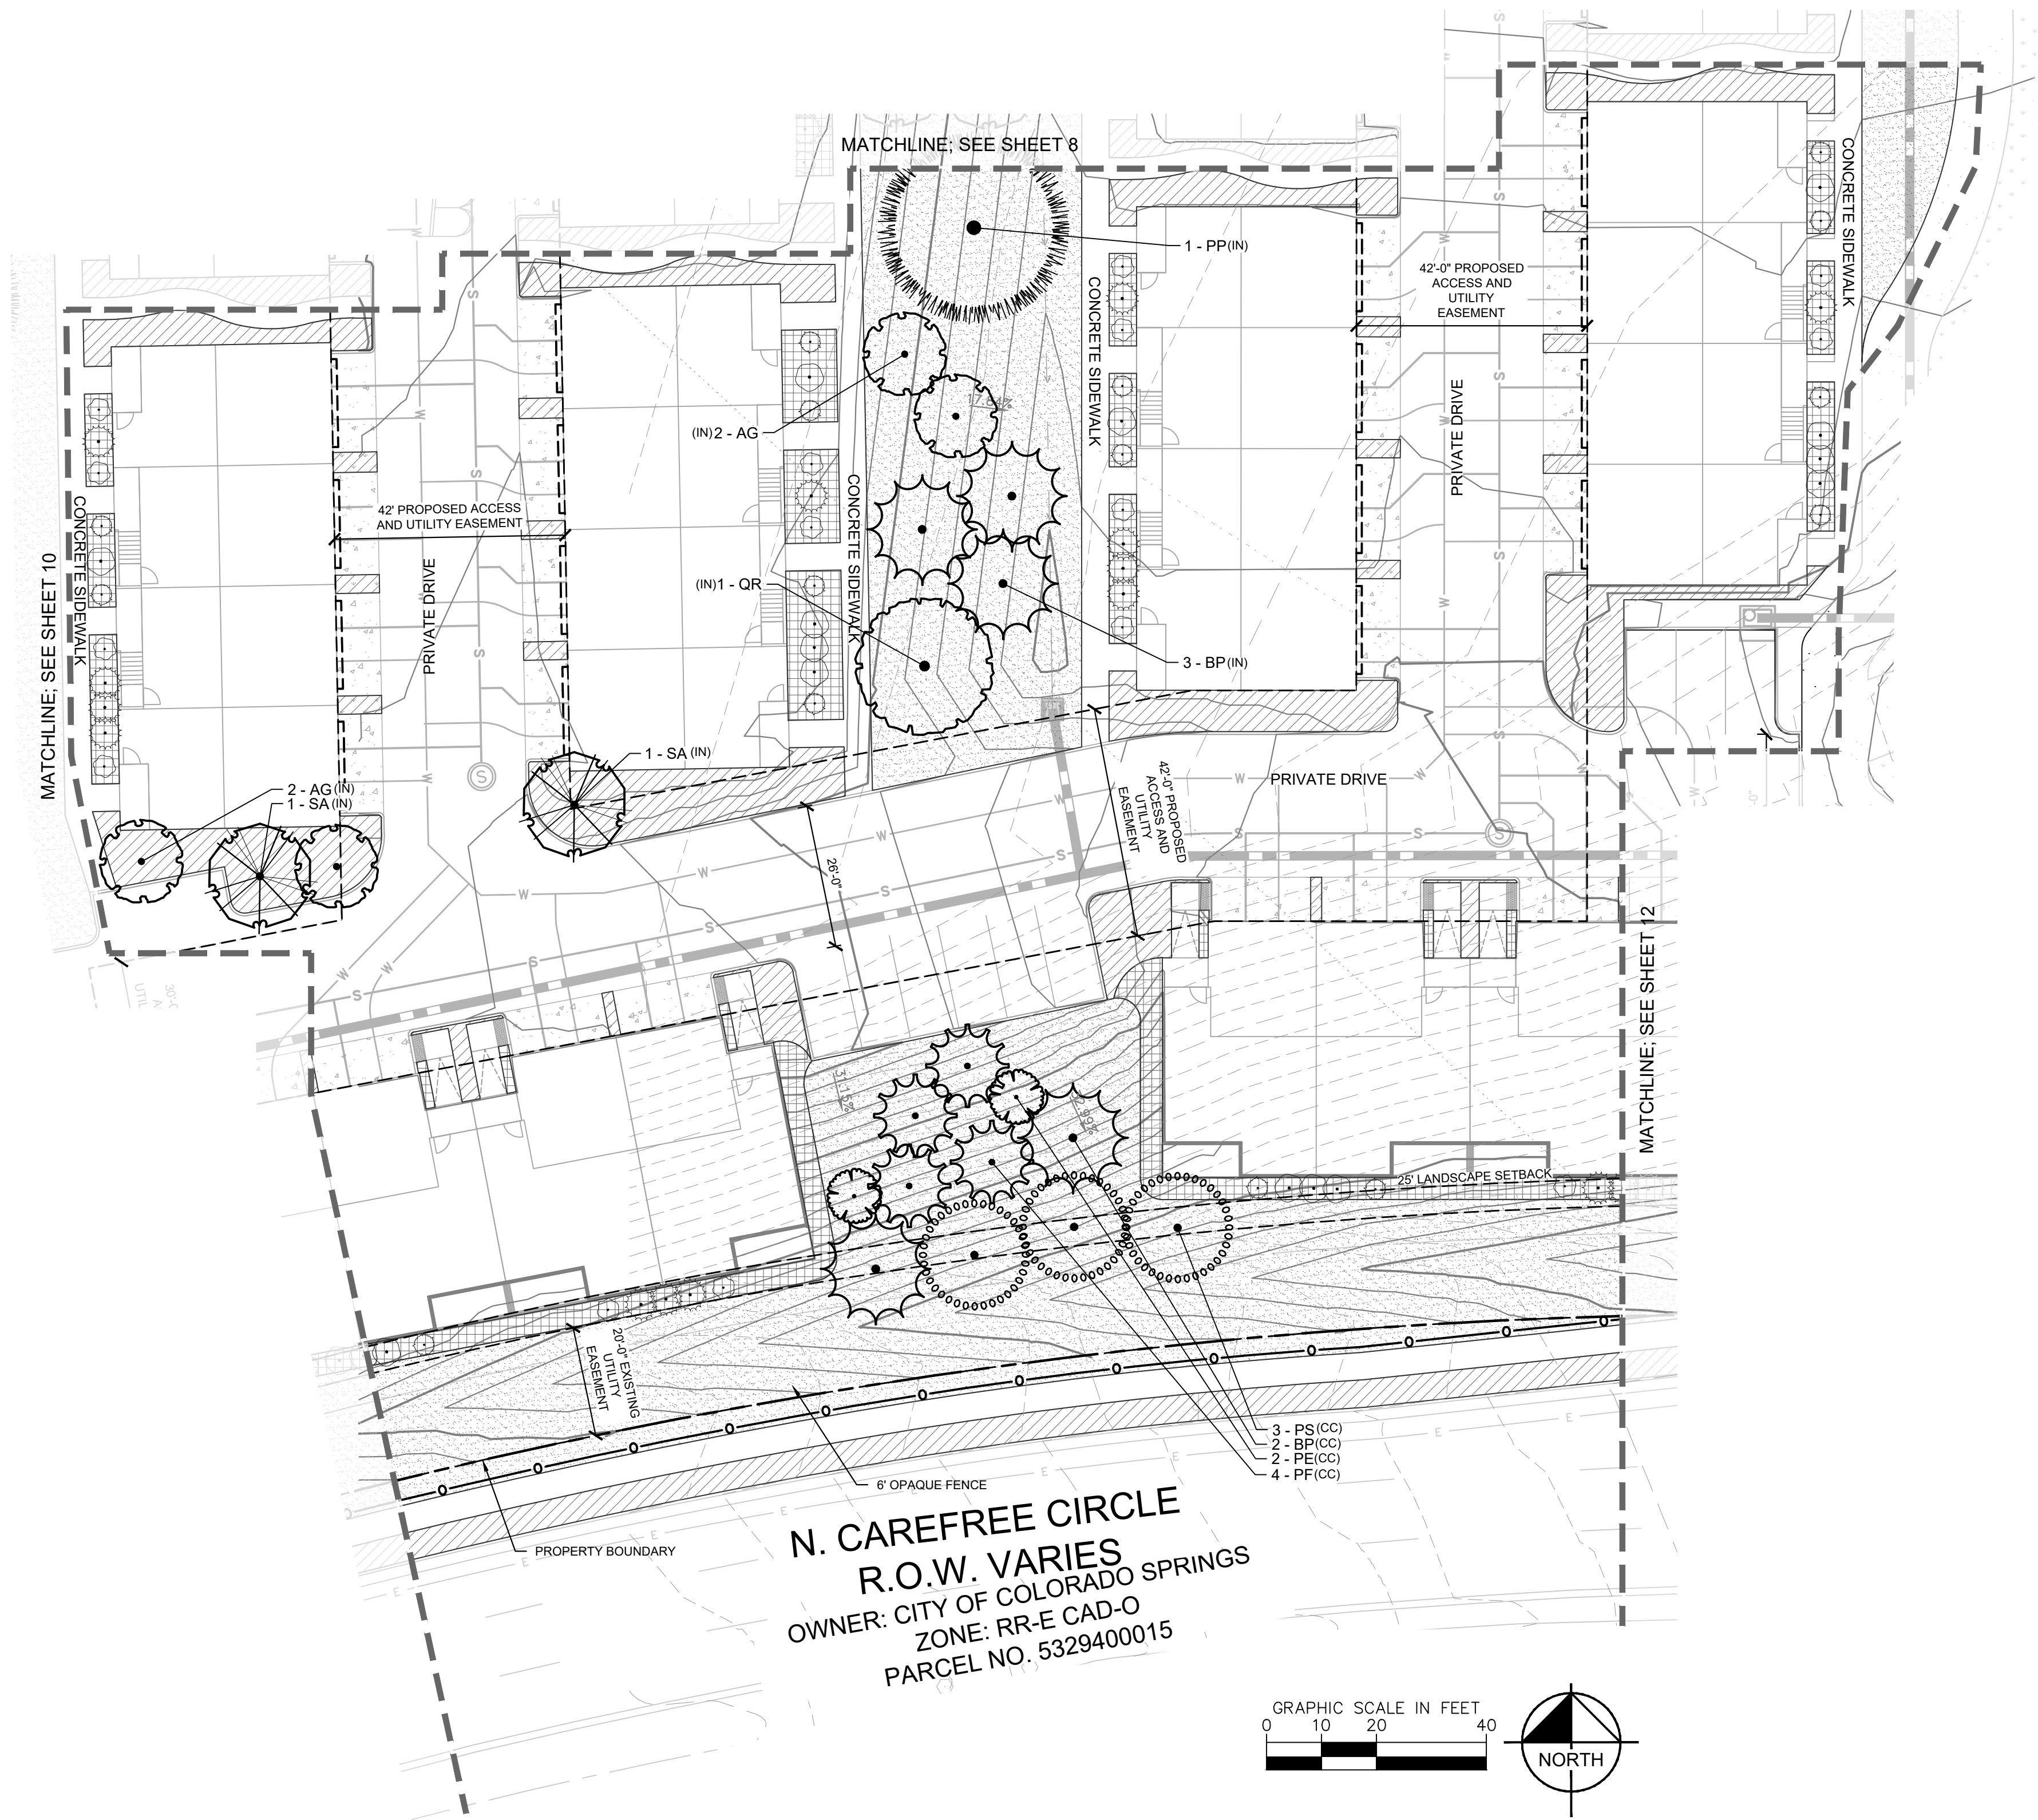 MATCHLINE; SEE SHEET 8
1 - PP(IN)
CONCRETE SIDEWALK
42'-0" PROPOSED
ACCESS AND
UTILITY
EASEMENT
CONCRETE SIDEWALK
17.84%
(IN)2 - AG
PRIVATE DRIVE
42' PROPOSED ACCESS
AND UTILITY EASEMENT
CONCRETE SIDEWALK
CONCRETE SIDEWALK
MATCHLINE; SEE SHEET 10
PRIVATE DRIVE
(IN)1 - QR
3 - BP(IN)
1 - SA (IN)
2 - AG(IN)
1 - SA(IN)
PRIVATE DRIVE
42'-0" PROPOSED
ACCESS AND
UTILITY
EASEMENT
26'-0"
MATCHLINE; SEE SHEET 12
25' LANDSCAPE SETBACK
20'-0" EXISTING
UTILITY
EASEMENT
3 - PS(CC)
2 - BP(CC)
2 - PE(CC)
4 - PF(CC)
6' OPAQUE FENCE
PROPERTY BOUNDARY
N. CAREFREE CIRCLE
R.O.W. VARIES
OWNER: CITY OF COLORADO SPRINGS
ZONE: RR-E CAD-O
PARCEL NO. 5329400015
GRAPHIC SCALE IN FEET
0 10 20 40
NORTH